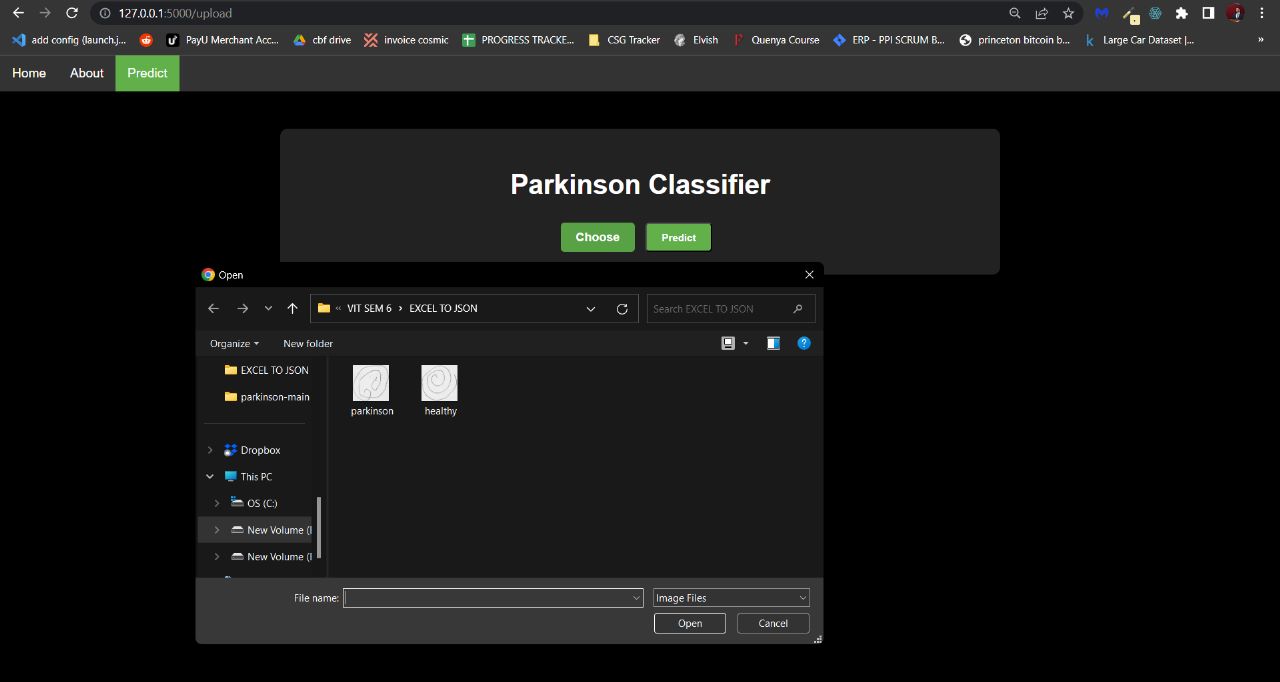 127.0.0.1:5000/upload
add config (launch.j... PayU Merchant Acc... cbf drive invoice cosmic PROGRESS TRACKE... CSG Tracker Elvish Quenya Course ERP - PPI SCRUM B... princeton bitcoin b... Large Car Dataset |... »
Home About Predict
Parkinson Classifier
Choose Predict
Open
« VIT SEM 6 › EXCEL TO JSON Search EXCEL TO JSON
Organize New folder
EXCEL TO JSON
parkinson-main
parkinson healthy
Dropbox
This PC
OS (C:)
New Volume (
New Volume (
File name: Image Files
Open Cancel